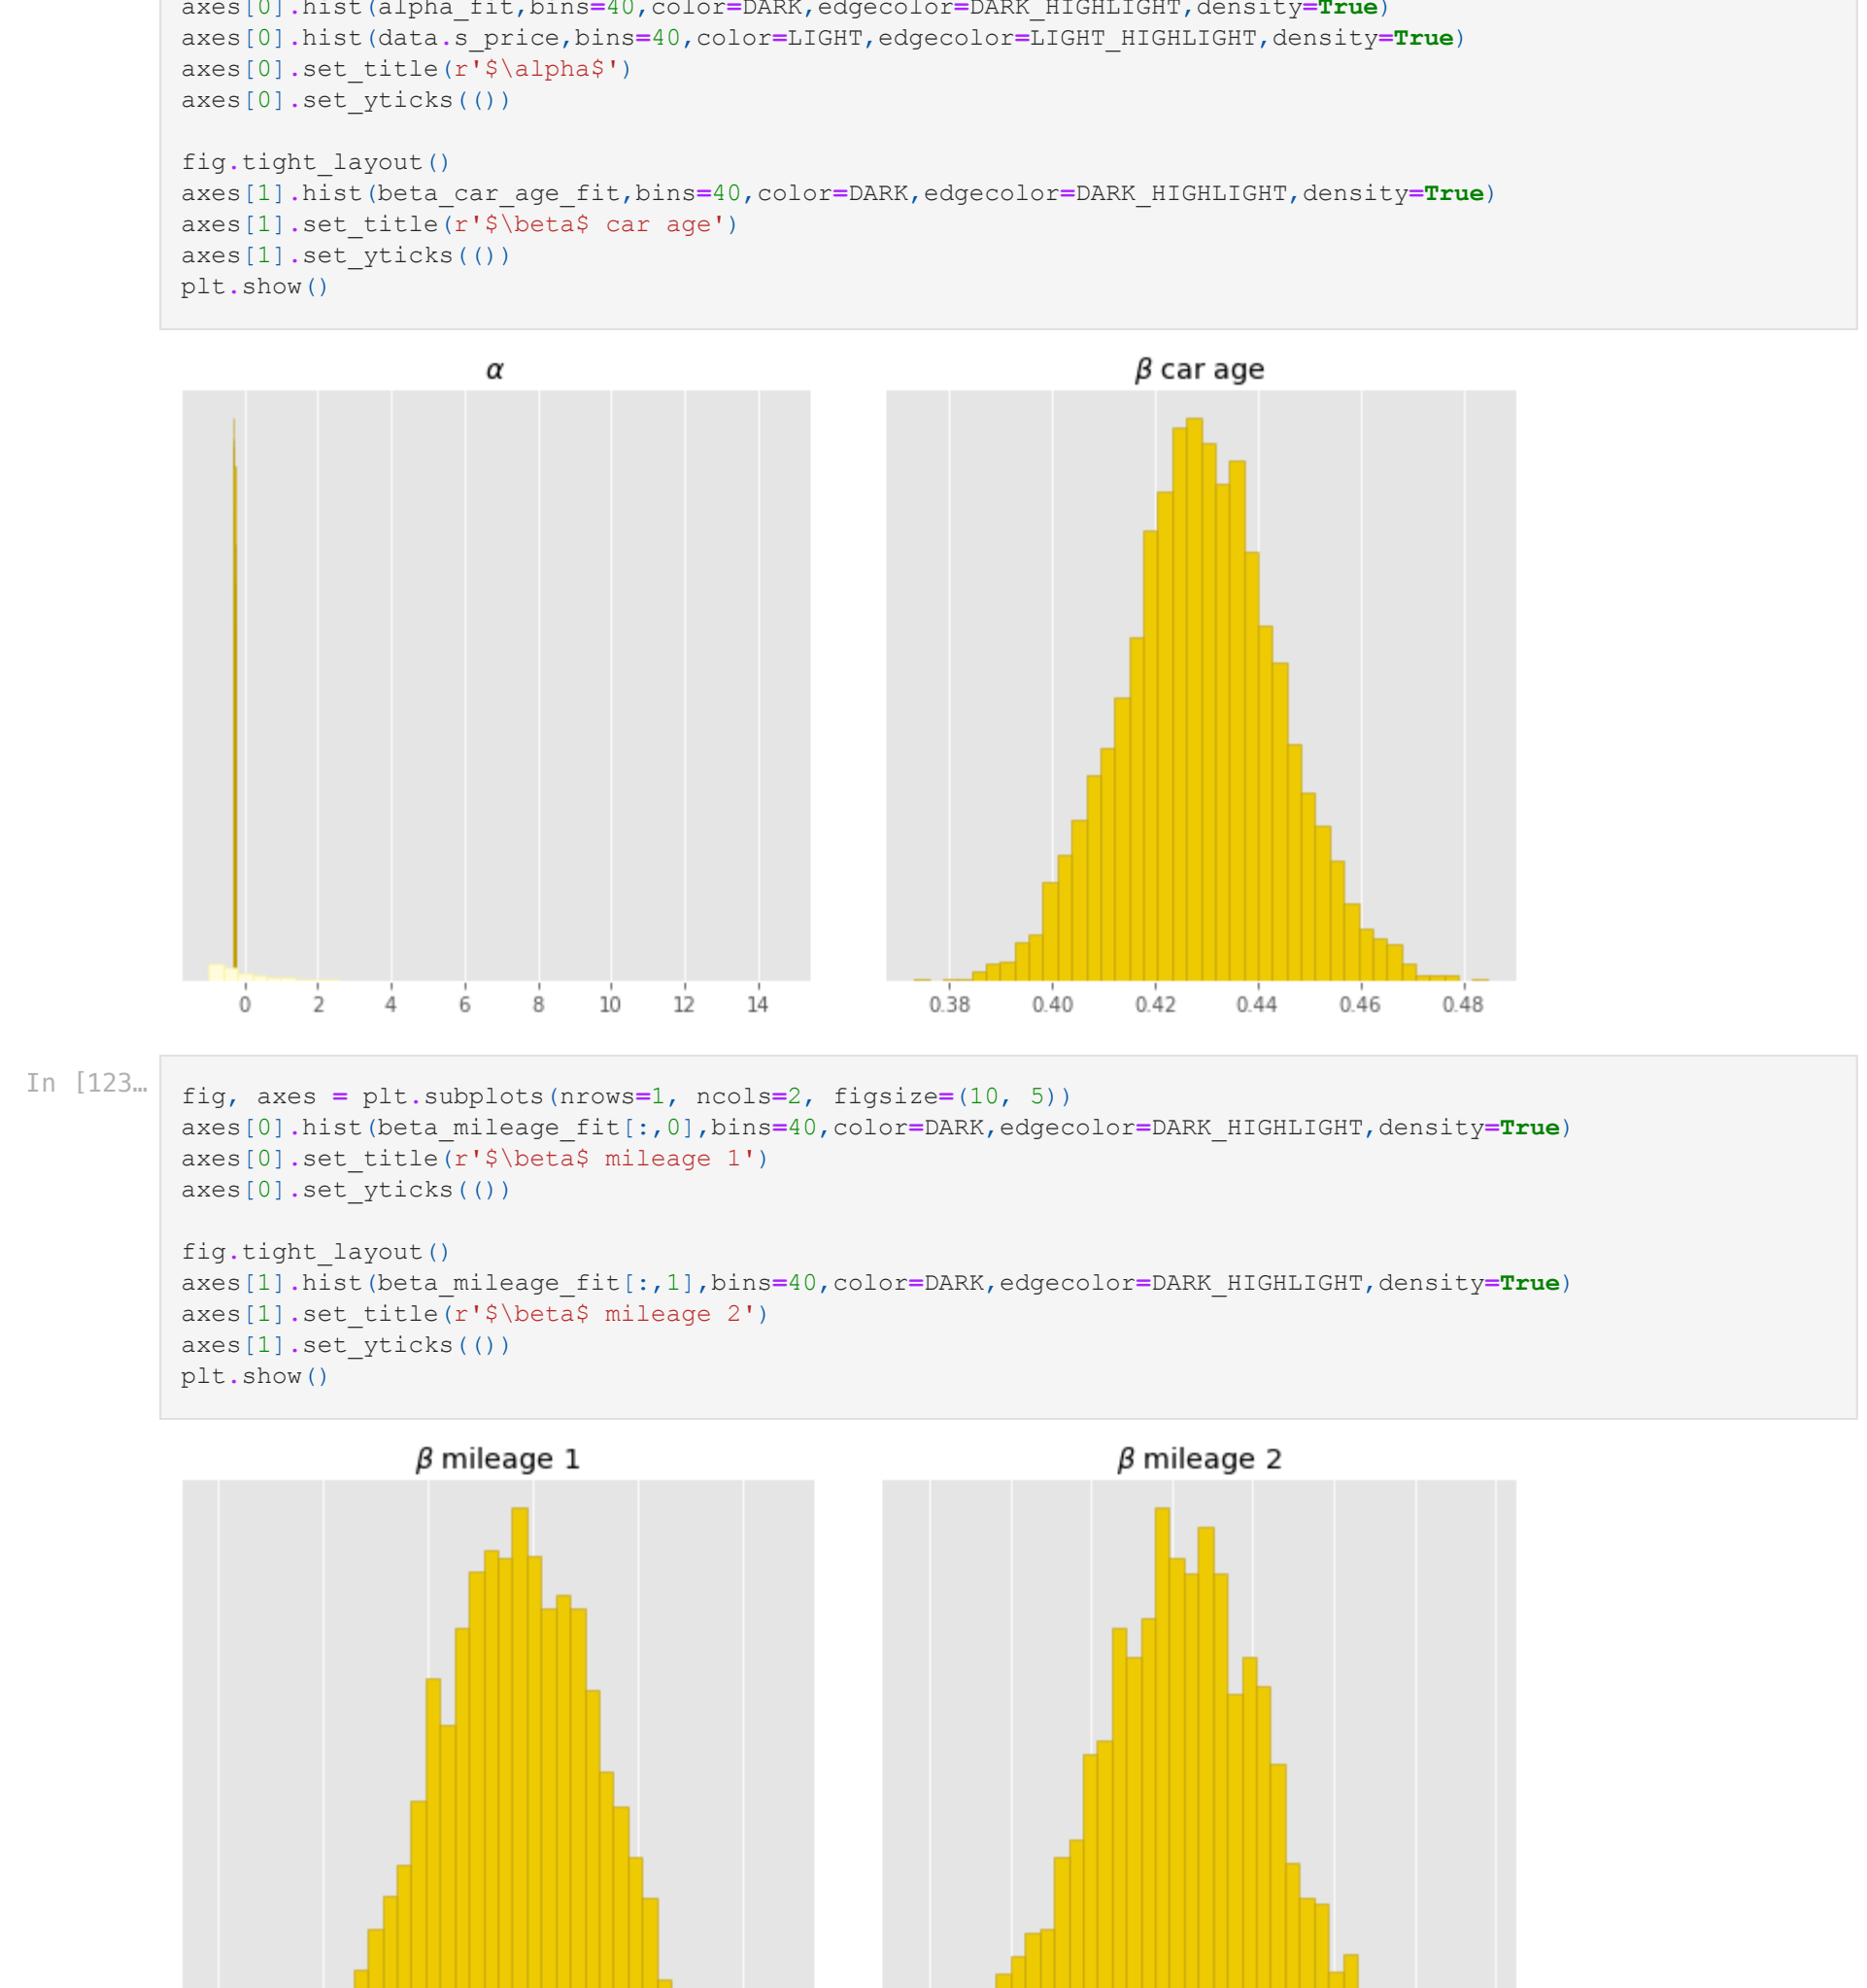 axes[0].hist(alpha_fit,bins=40,color=DARK,edgecolor=DARK_HIGHLIGHT,density=True)
axes[0].hist(data.s_price,bins=40,color=LIGHT,edgecolor=LIGHT_HIGHLIGHT,density=True)
axes[0].set_title(r'$\alpha$')
axes[0].set_yticks(())
fig.tight_layout()
axes[1].hist(beta_car_age_fit,bins=40,color=DARK,edgecolor=DARK_HIGHLIGHT,density=True)
axes[1].set_title(r'$\beta$ car age')
axes[1].set_yticks(())
plt.show()
α β car age
0 2 4 6 8 10 12 14 0.38 0.40 0.42 0.44 0.46 0.48
In [123…
fig, axes = plt.subplots(nrows=1, ncols=2, figsize=(10, 5))
axes[0].hist(beta_mileage_fit[:,0],bins=40,color=DARK,edgecolor=DARK_HIGHLIGHT,density=True)
axes[0].set_title(r'$\beta$ mileage 1')
axes[0].set_yticks(())
fig.tight_layout()
axes[1].hist(beta_mileage_fit[:,1],bins=40,color=DARK,edgecolor=DARK_HIGHLIGHT,density=True)
axes[1].set_title(r'$\beta$ mileage 2')
axes[1].set_yticks(())
plt.show()
β mileage 1 β mileage 2